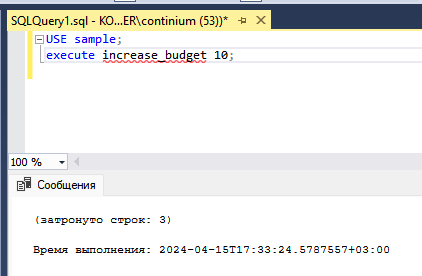 SQLQuery1.sql - KO...ER\continium (53))*
USE sample;
execute increase_budget 10;
100 %
Сообщения
(затронуто строк: 3)
Время выполнения: 2024-04-15T17:33:24.5787557+03:00